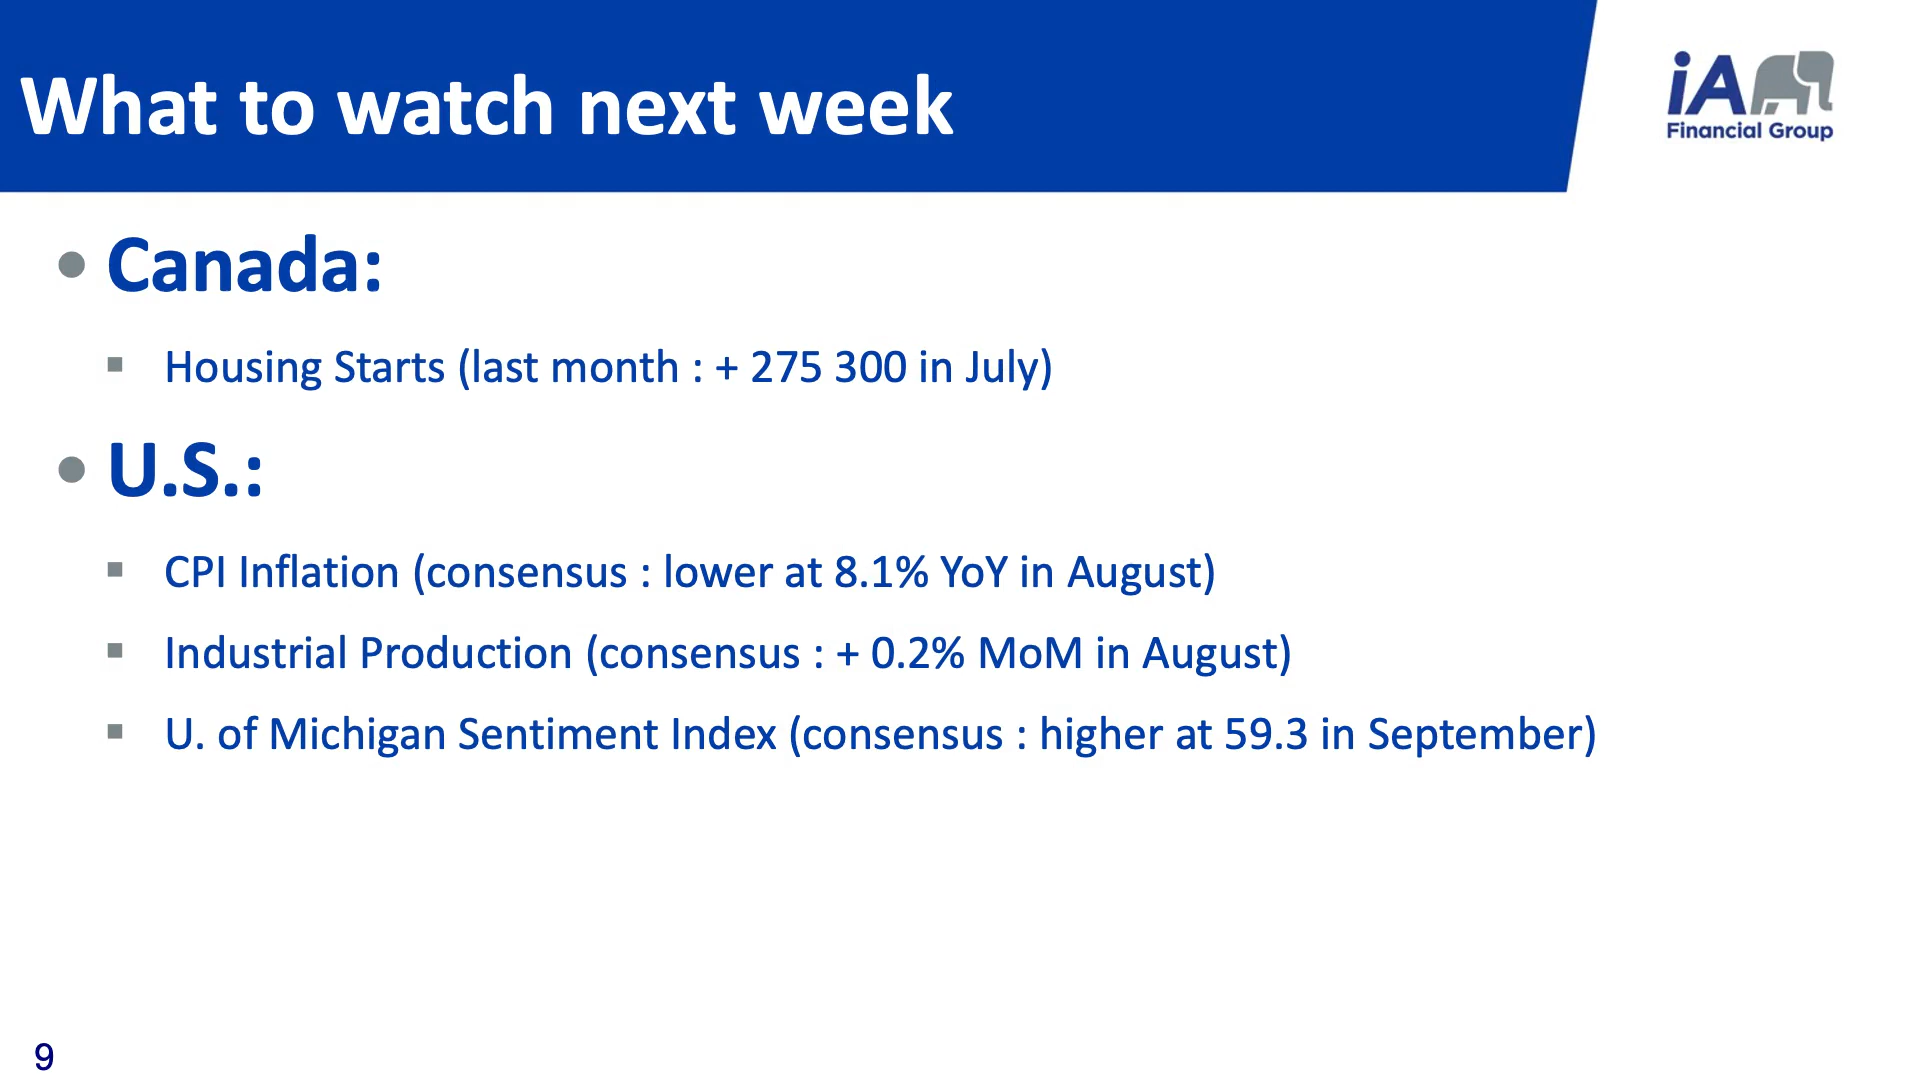 What to watch next week
iA
Financial Group
• Canada:
▪ Housing Starts (last month : + 275 300 in July)
• U.S.:
▪ CPI Inflation (consensus : lower at 8.1% YoY in August)
▪ Industrial Production (consensus : + 0.2% MoM in August)
▪ U. of Michigan Sentiment Index (consensus : higher at 59.3 in September)
9